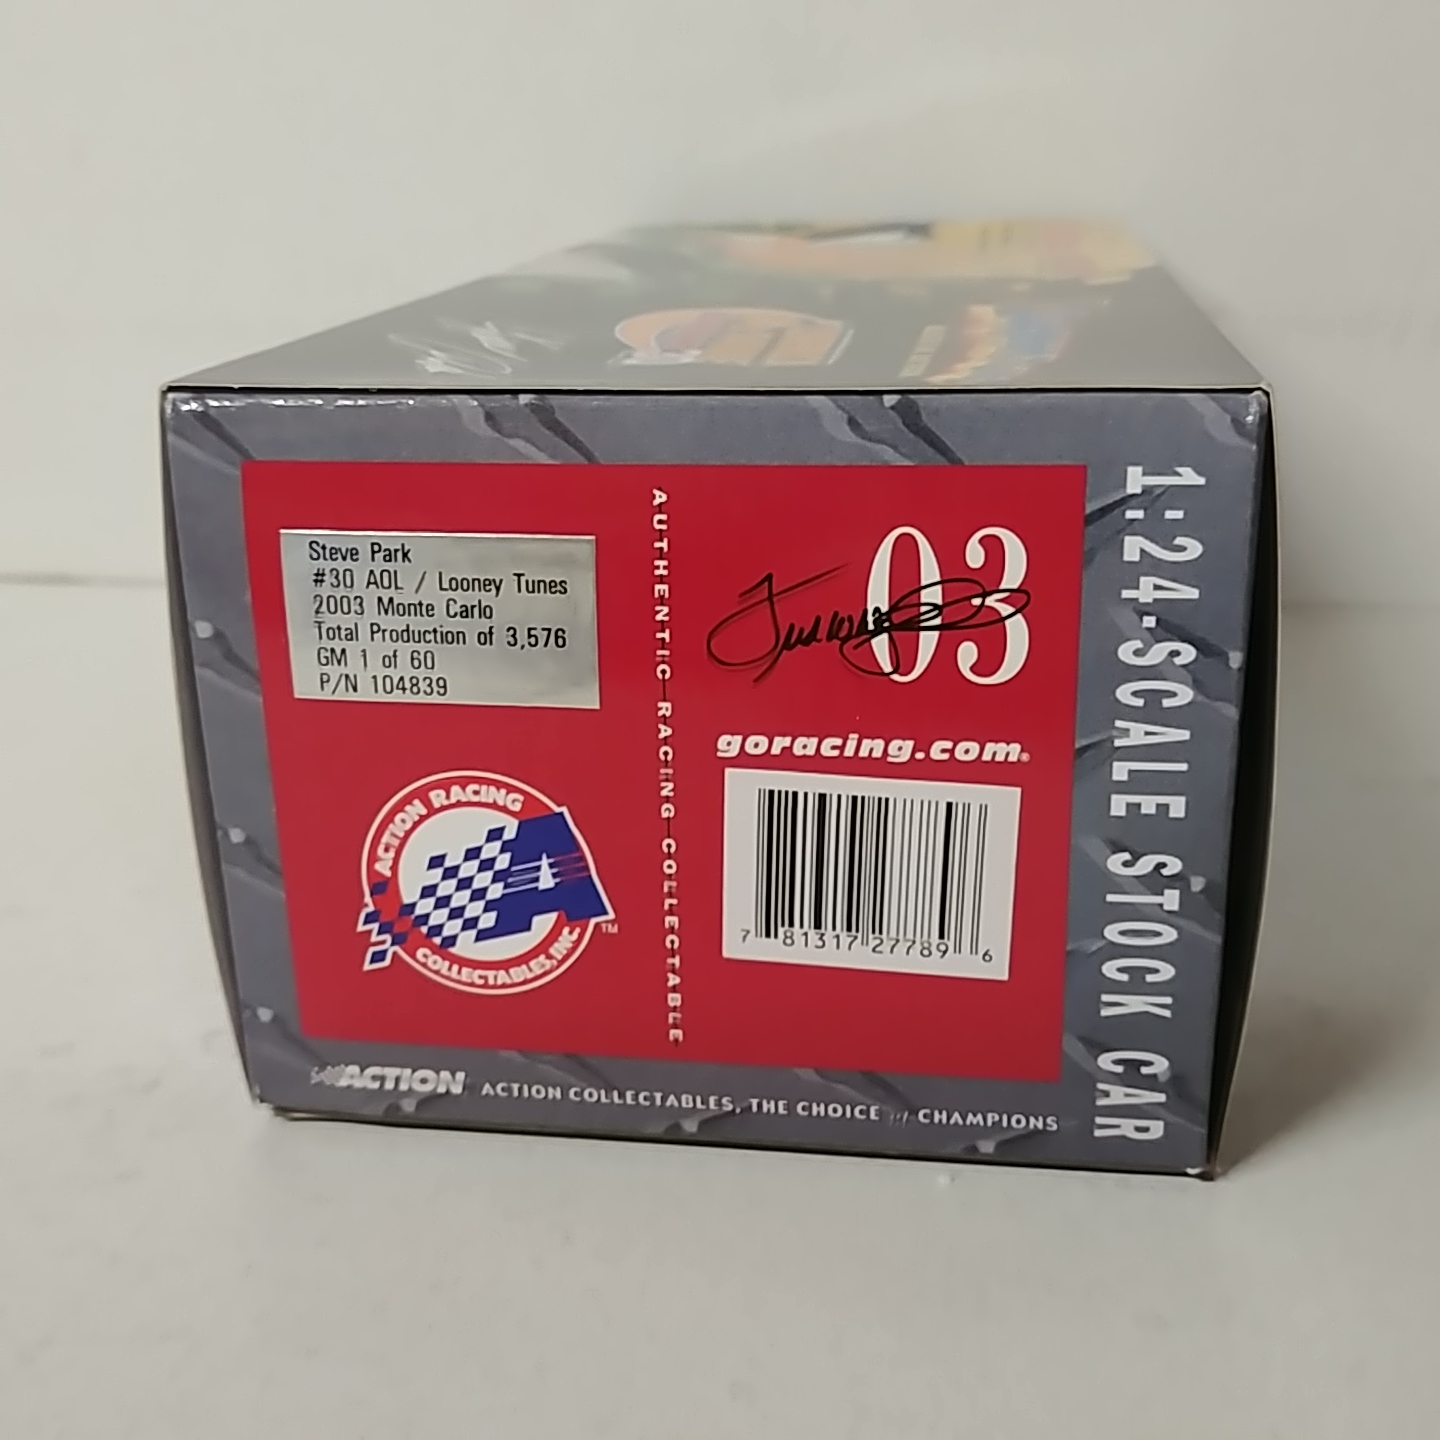 Steve Park
#30 AOL / Looney Tunes
2003 Monte Carlo
Total Production of 3,576
GM 1 of 60
P/N 104839
ACTION RACING
COLLECTABLES, INC.
TM
AUTHENTIC RACING COLLECTABLE
03
goracing.com®
7 81317 27789 6
1:24-SCALE STOCK CAR
ACTION ACTION COLLECTABLES, THE CHOICE of CHAMPIONS